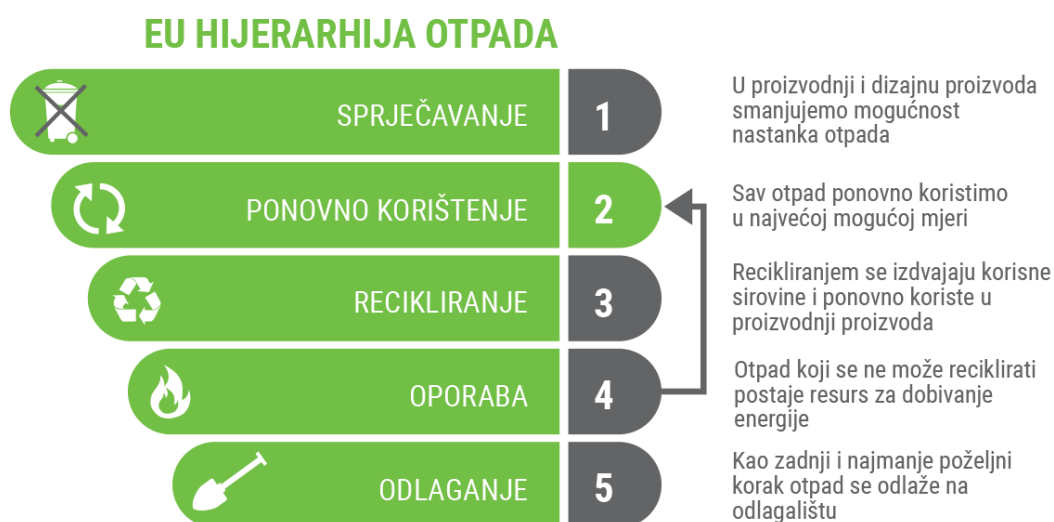 EU HIJERARHIJA OTPADA
SPRJEČAVANJE 1
U proizvodnji i dizajnu proizvoda
smanjujemo mogućnost
nastanka otpada
PONOVNO KORIŠTENJE 2
Sav otpad ponovno koristimo
u najvećoj mogućoj mjeri
RECIKLIRANJE 3
Recikliranjem se izdvajaju korisne
sirovine i ponovno koriste u
proizvodnji proizvoda
OPORABA 4
Otpad koji se ne može reciklirati
postaje resurs za dobivanje
energije
ODLAGANJE 5
Kao zadnji i najmanje poželjni
korak otpad se odlaže na
odlagalištu